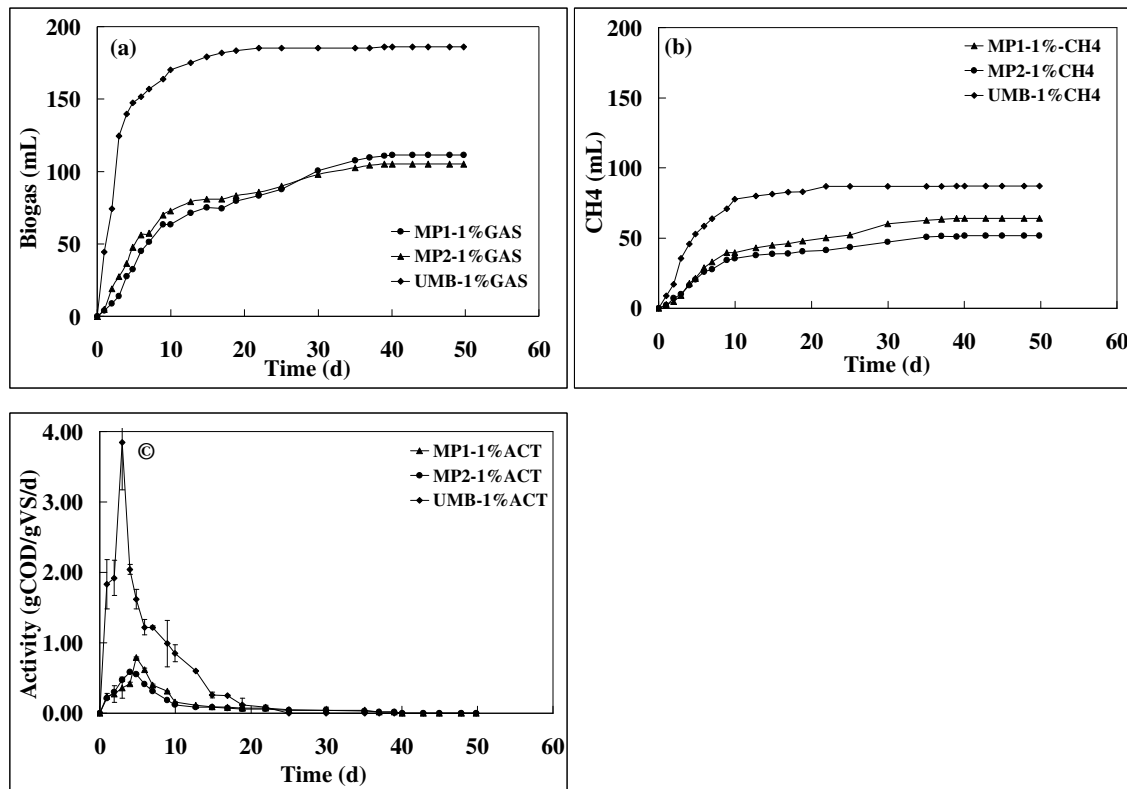 (a)
Biogas (mL)
200
150
100
50
0
MP1-1%GAS
MP2-1%GAS
UMB-1%GAS
0 10 20 30 40 50 60
Time (d)
(b)
CH4 (mL)
200
150
100
50
0
MP1-1%-CH4
MP2-1%CH4
UMB-1%CH4
0 10 20 30 40 50 60
Time (d)
©
Activity (gCOD/gVS/d)
4.00
3.00
2.00
1.00
0.00
MP1-1%ACT
MP2-1%ACT
UMB-1%ACT
0 10 20 30 40 50 60
Time (d)